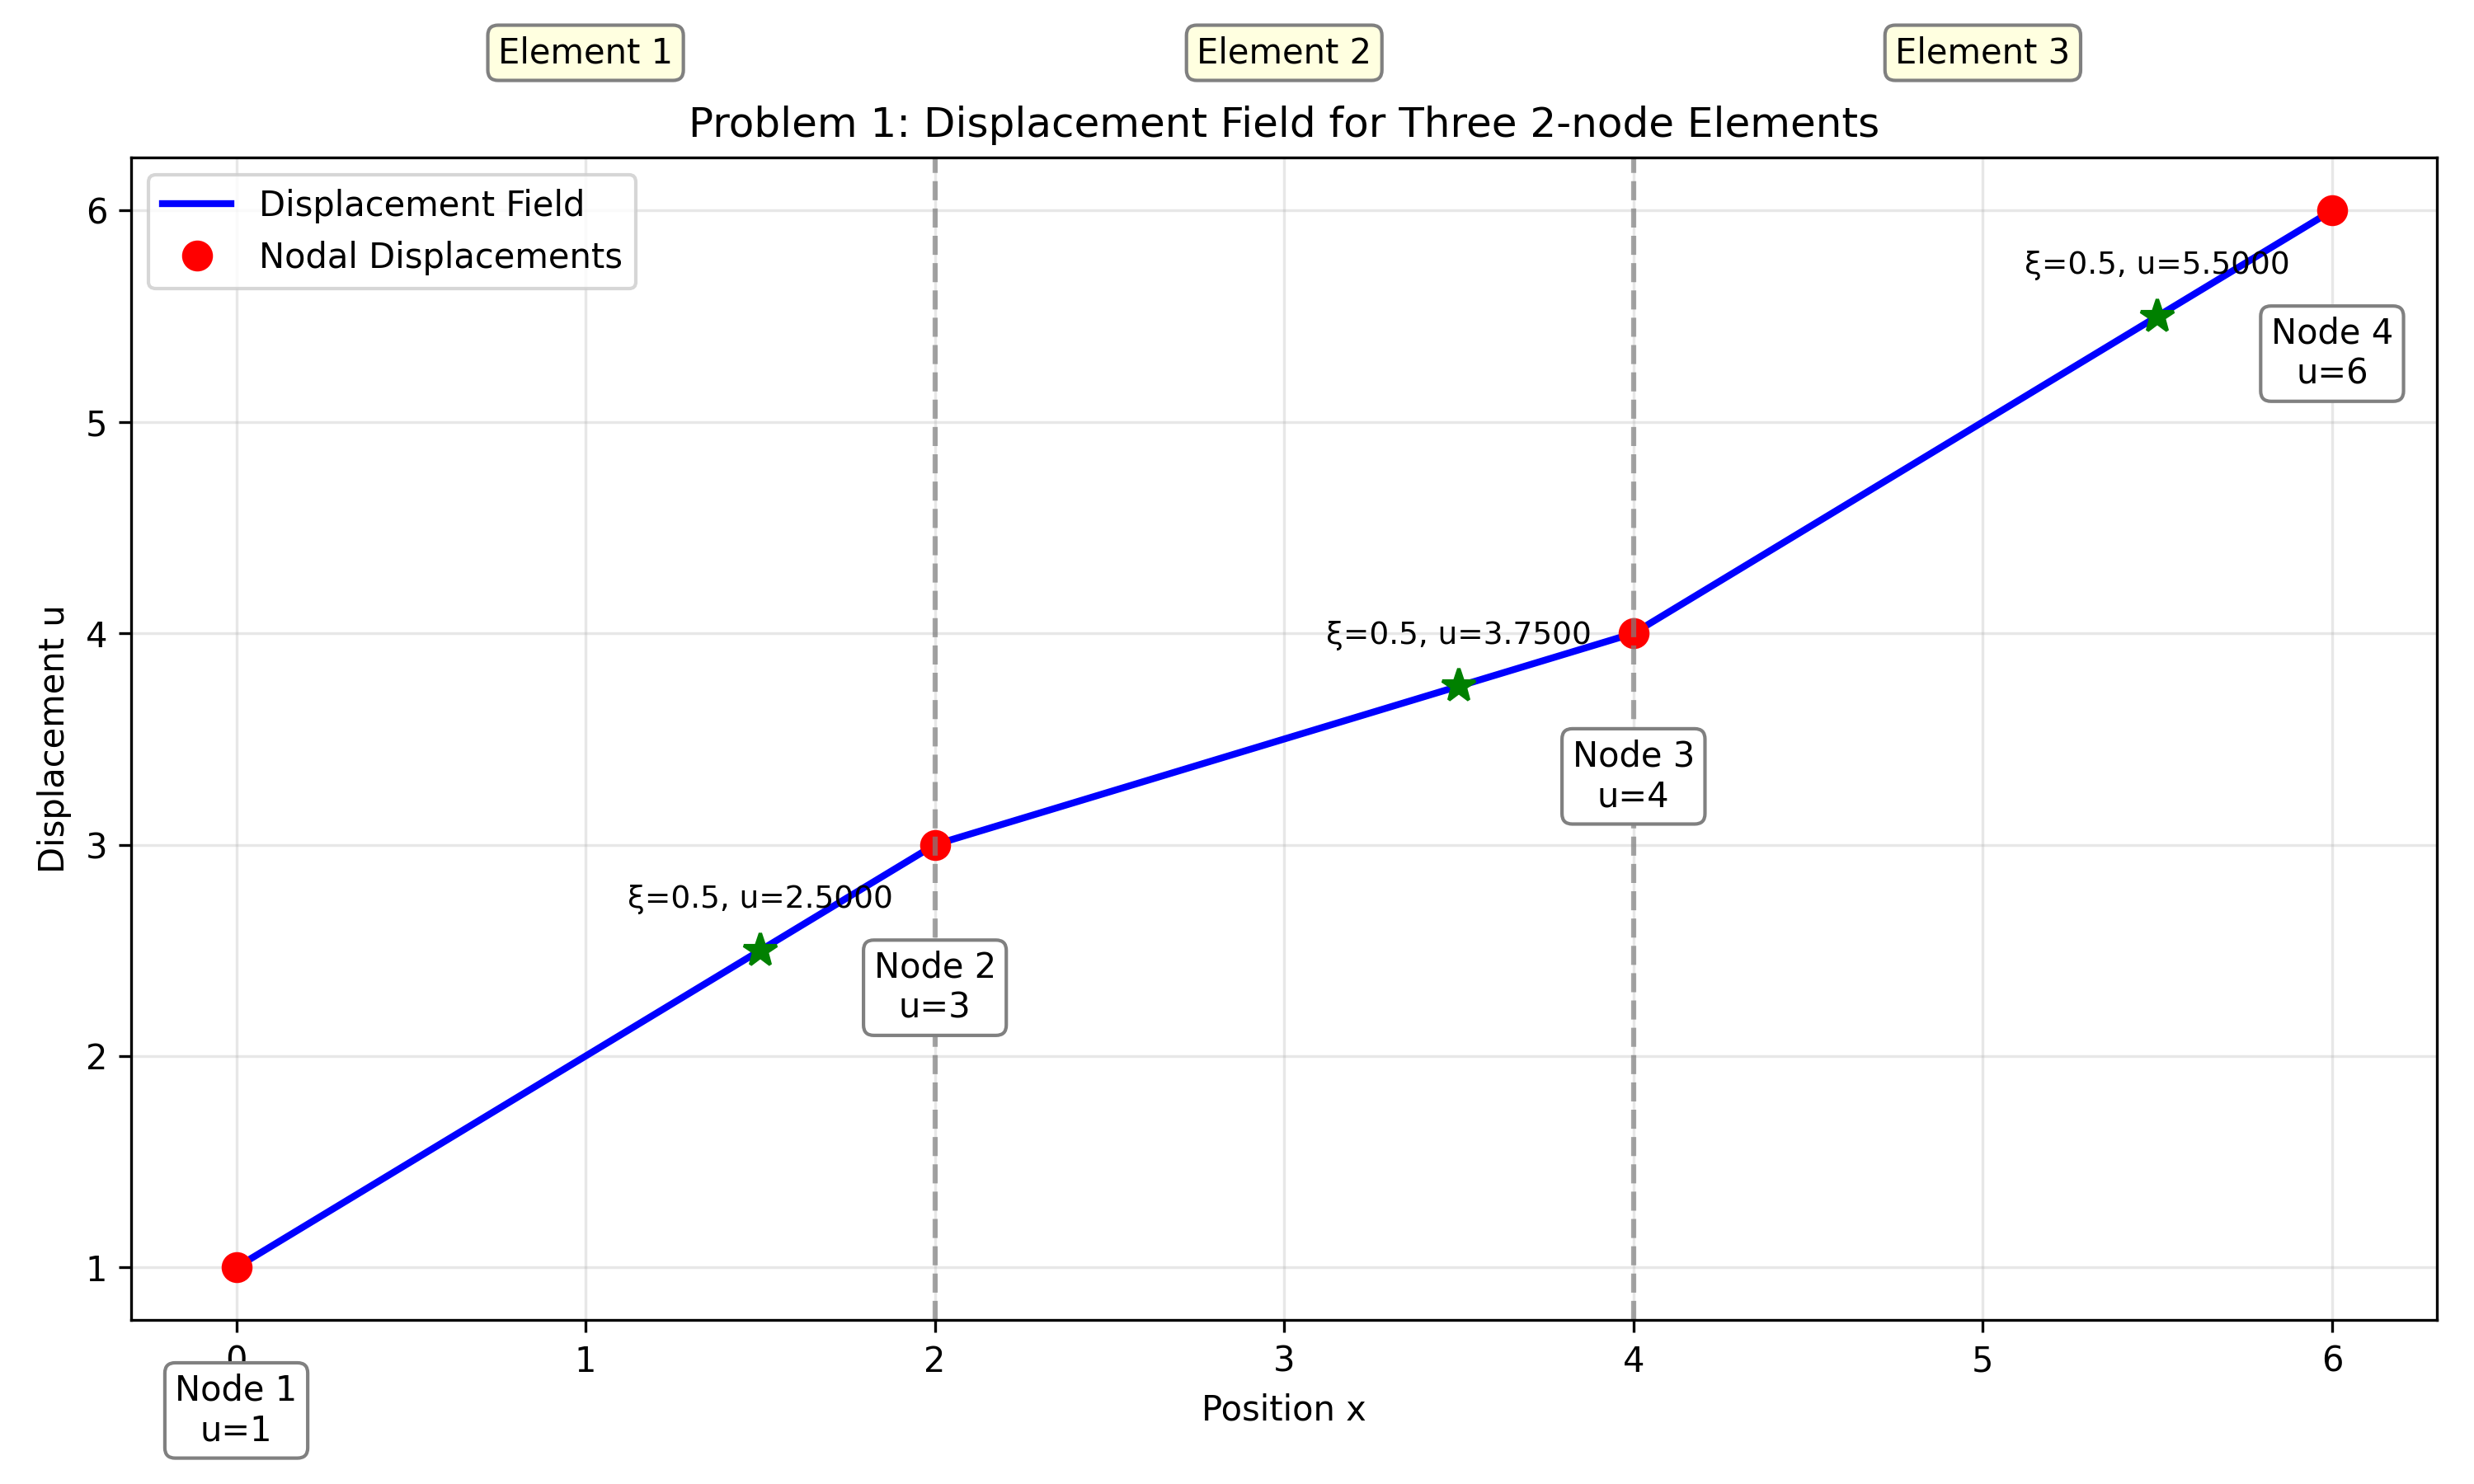 Element 1
Element 2
Element 3
Problem 1: Displacement Field for Three 2-node Elements
Displacement Field
Nodal Displacements
6
5
4
3
2
1
Displacement u
ξ=0.5, u=5.5000
Node 4
u=6
ξ=0.5, u=3.7500
Node 3
u=4
ξ=0.5, u=2.5000
Node 2
u=3
0
1
2
3
4
5
6
Node 1
u=1
Position x